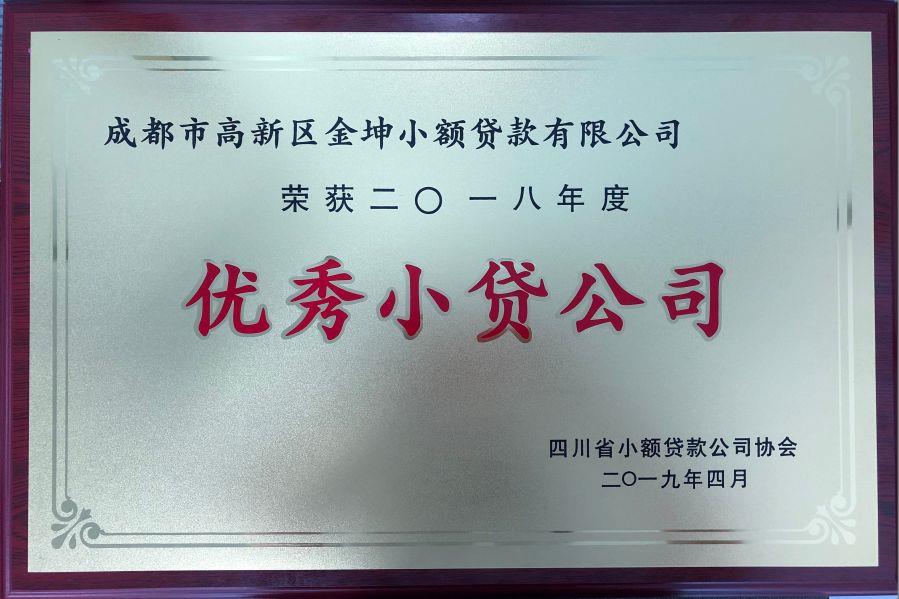 成都市高新区金坤小额贷款有限公司
荣获二〇一八年度
优秀小贷公司
四川省小额贷款公司协会
二〇一九年四月